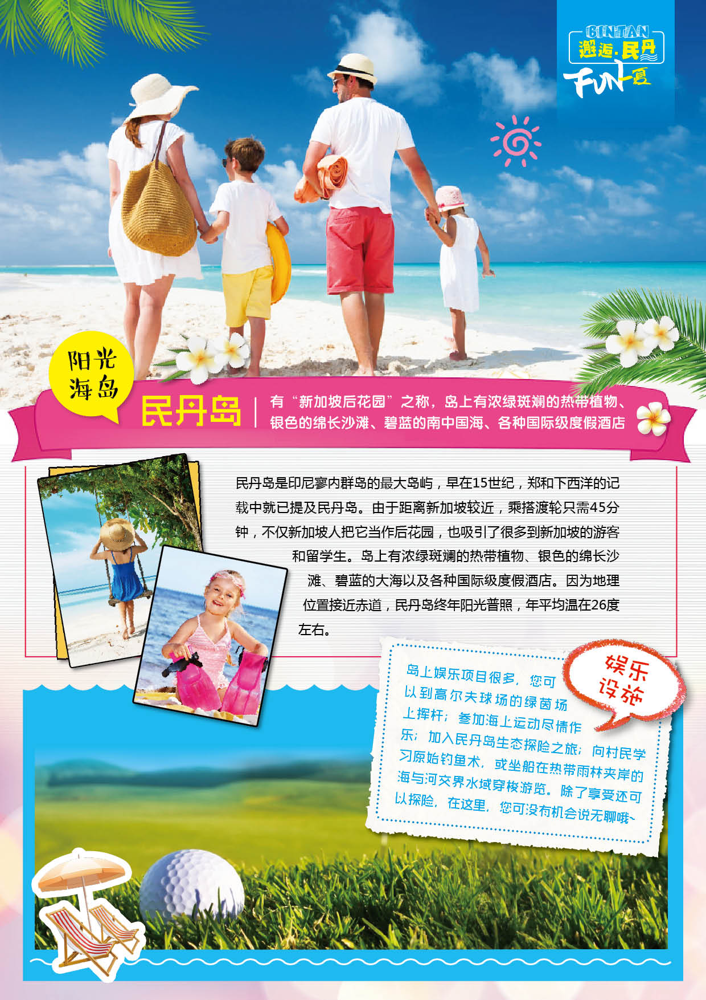 BINTAN
邂逅·民丹
FUN一夏
阳光
海岛
民丹岛
有“新加坡后花园”之称，岛上有浓绿斑斓的热带植物、
银色的绵长沙滩、碧蓝的南中国海、各种国际级度假酒店
民丹岛是印尼寥内群岛的最大岛屿，早在15世纪，郑和下西洋的记
载中就已提及民丹岛。由于距离新加坡较近，乘搭渡轮只需45分
钟，不仅新加坡人把它当作后花园，也吸引了很多到新加坡的游客
和留学生。岛上有浓绿斑斓的热带植物、银色的绵长沙
滩、碧蓝的大海以及各种国际级度假酒店。因为地理
位置接近赤道，民丹岛终年阳光普照，年平均温在26度
左右。
娱乐
设施
岛上娱乐项目很多，您可
以到高尔夫球场的绿茵场
上挥杆；参加海上运动尽情作
乐；加入民丹岛生态探险之旅；向村民学
习原始钓鱼术，或坐船在热带雨林夹岸的
海与河交界水域穿梭游览。除了享受还可
以探险，在这里，您可没有机会说无聊哦~